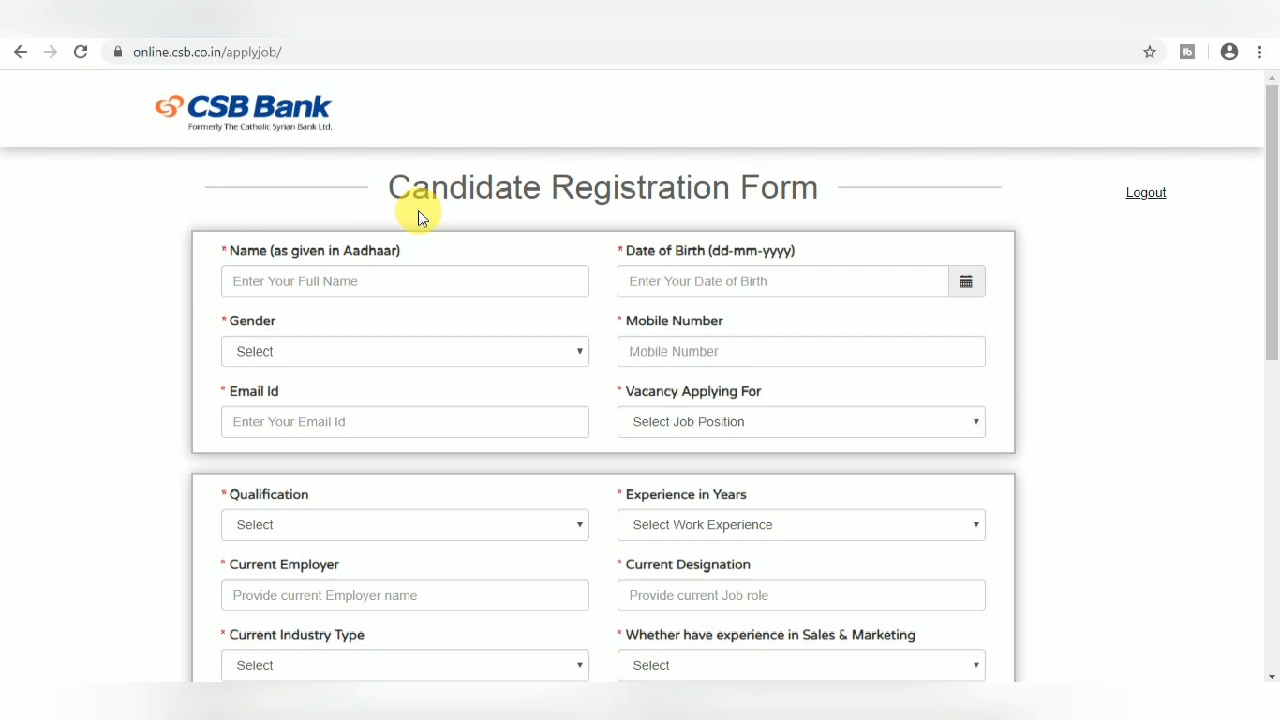 online.csb.co.in/applyjob/
CSB Bank
Formerly The Catholic Syrian Bank Ltd.
Candidate Registration Form
Logout
* Name (as given in Aadhaar)
* Date of Birth (dd-mm-yyyy)
Enter Your Full Name
Enter Your Date of Birth
* Gender
* Mobile Number
Select
Mobile Number
* Email Id
* Vacancy Applying For
Enter Your Email Id
Select Job Position
* Qualification
* Experience in Years
Select
Select Work Experience
* Current Employer
* Current Designation
Provide current Employer name
Provide current Job role
* Current Industry Type
* Whether have experience in Sales & Marketing
Select
Select